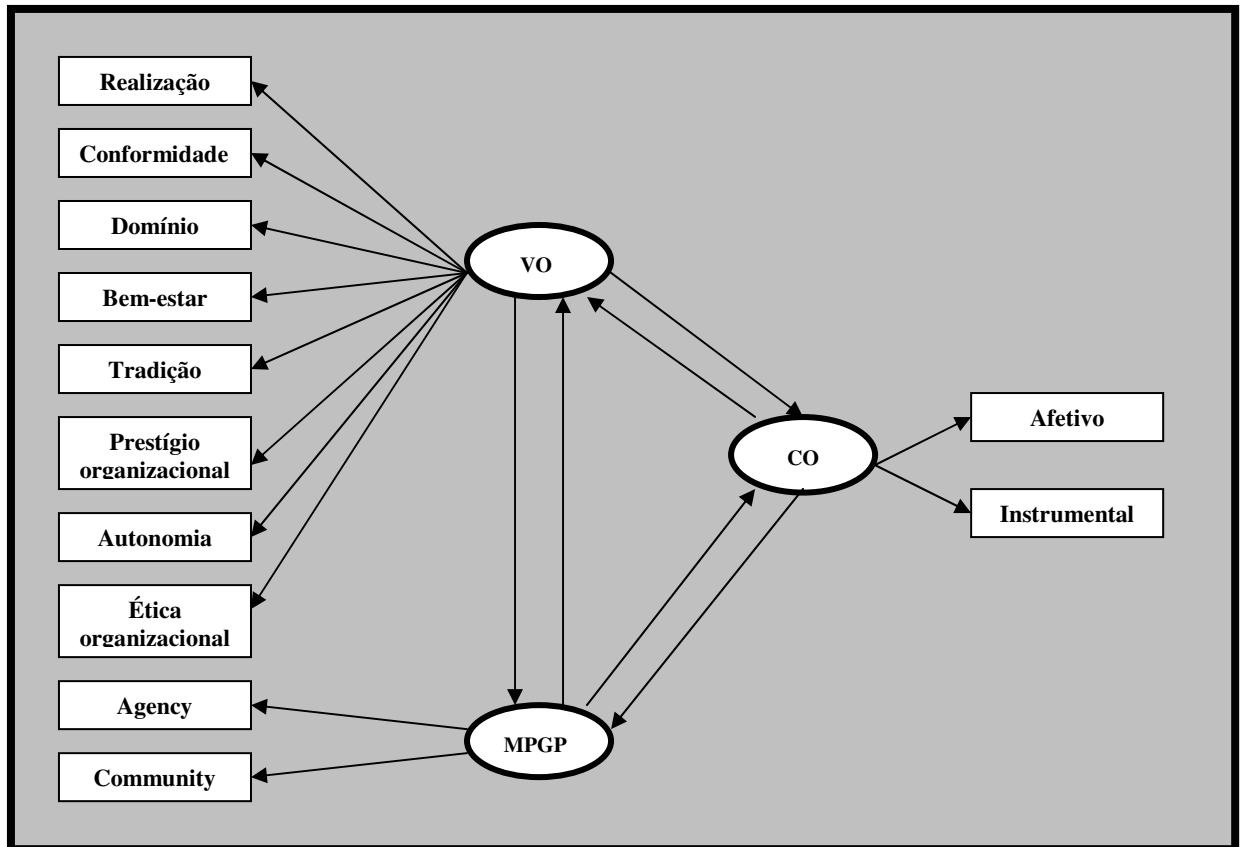 Realização
Conformidade
Domínio
Bem-estar
Tradição
Prestígio
organizacional
Autonomia
Ética
organizacional
Agency
Community
VO
CO
MPGP
Afetivo
Instrumental